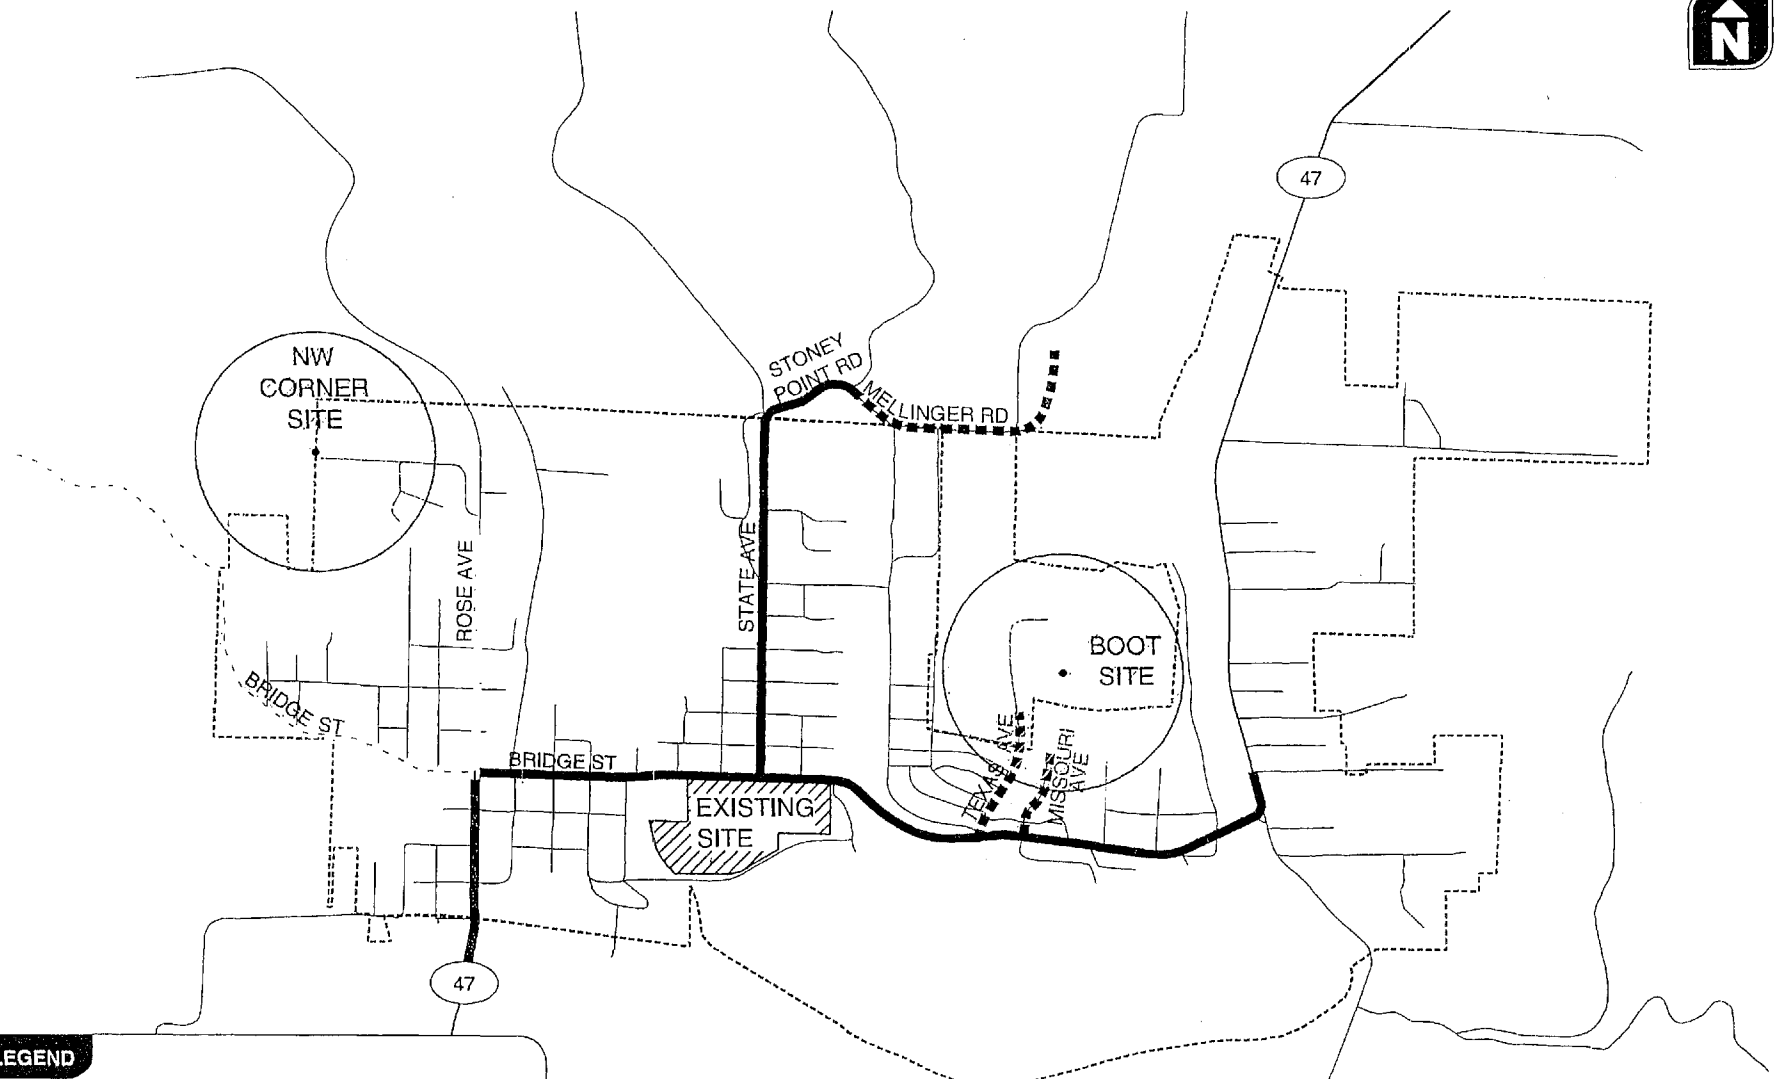 N
47
STONEY
POINT RD
NW
CORNER
SITE
MELLINGER RD
STATE AVE
ROSE AVE
BOOT
SITE
BRIDGE ST
BRIDGE ST
TEXAS AVE
MISSOURI
AVE
EXISTING
SITE
47
LEGEND